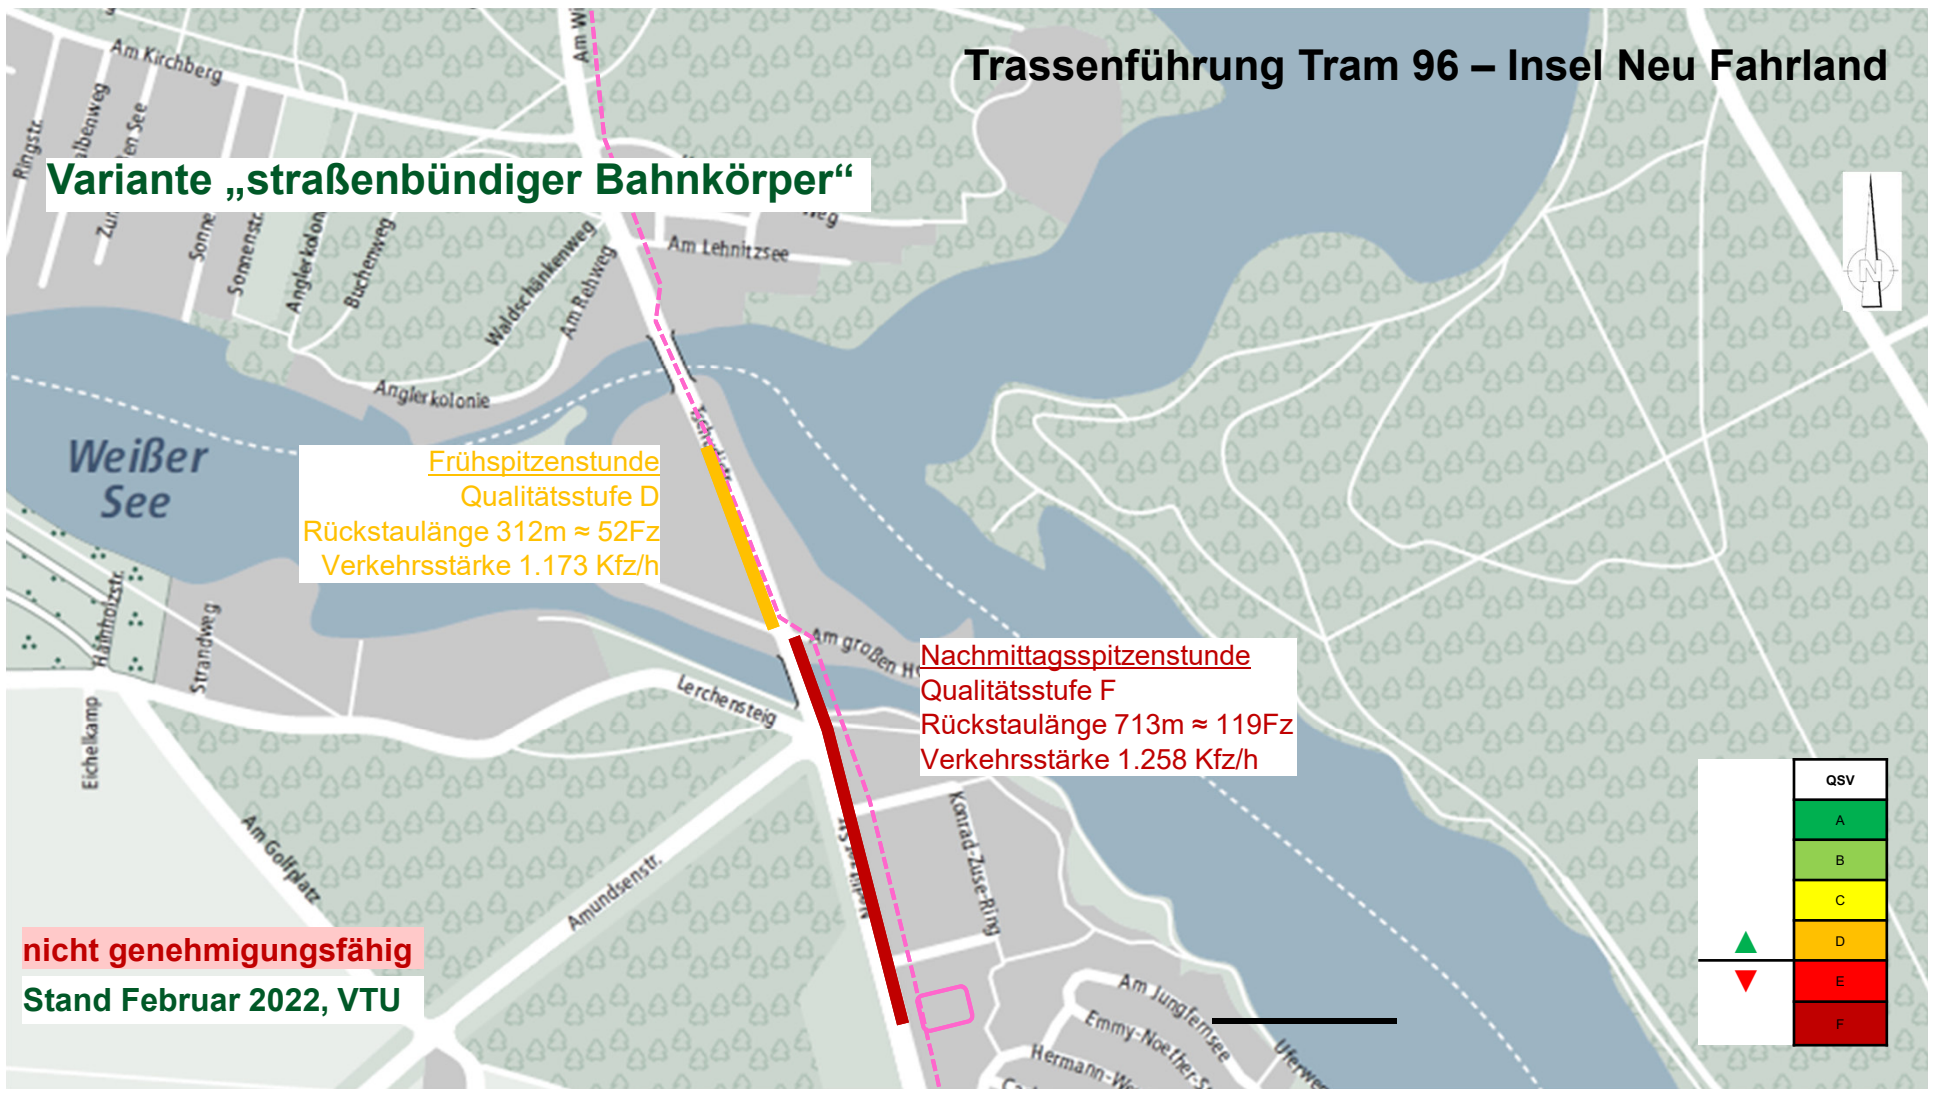 Trassenführung Tram 96 – Insel Neu Fahrland
Variante „straßenbündiger Bahnkörper“
Am Kirchberg
Ringstr.
Sonnenstr.
Buchenweg
Waldschänkenweg
Am Rehweg
Am Lehnitzsee
Anglerkolonie
Weißer
See
Frühspitzenstunde
Qualitätsstufe D
Rückstaulänge 312m ≈ 52Fz
Verkehrsstärke 1.173 Kfz/h
N
Hainholzstr.
Strandweg
Eichelkamp
Lerchensteig
Am großen
Nachmittagsspitzenstunde
Qualitätsstufe F
Rückstaulänge 713m ≈ 119Fz
Verkehrsstärke 1.258 Kfz/h
Am Golfplatz
Amundsenstr.
Konrad-Zuse-Ring
Am Jungfernsee
Emmy-Noether-S
Hermann-We
Uferweg
QSV
A
B
C
D
E
F
nicht genehmigungsfähig
Stand Februar 2022, VTU